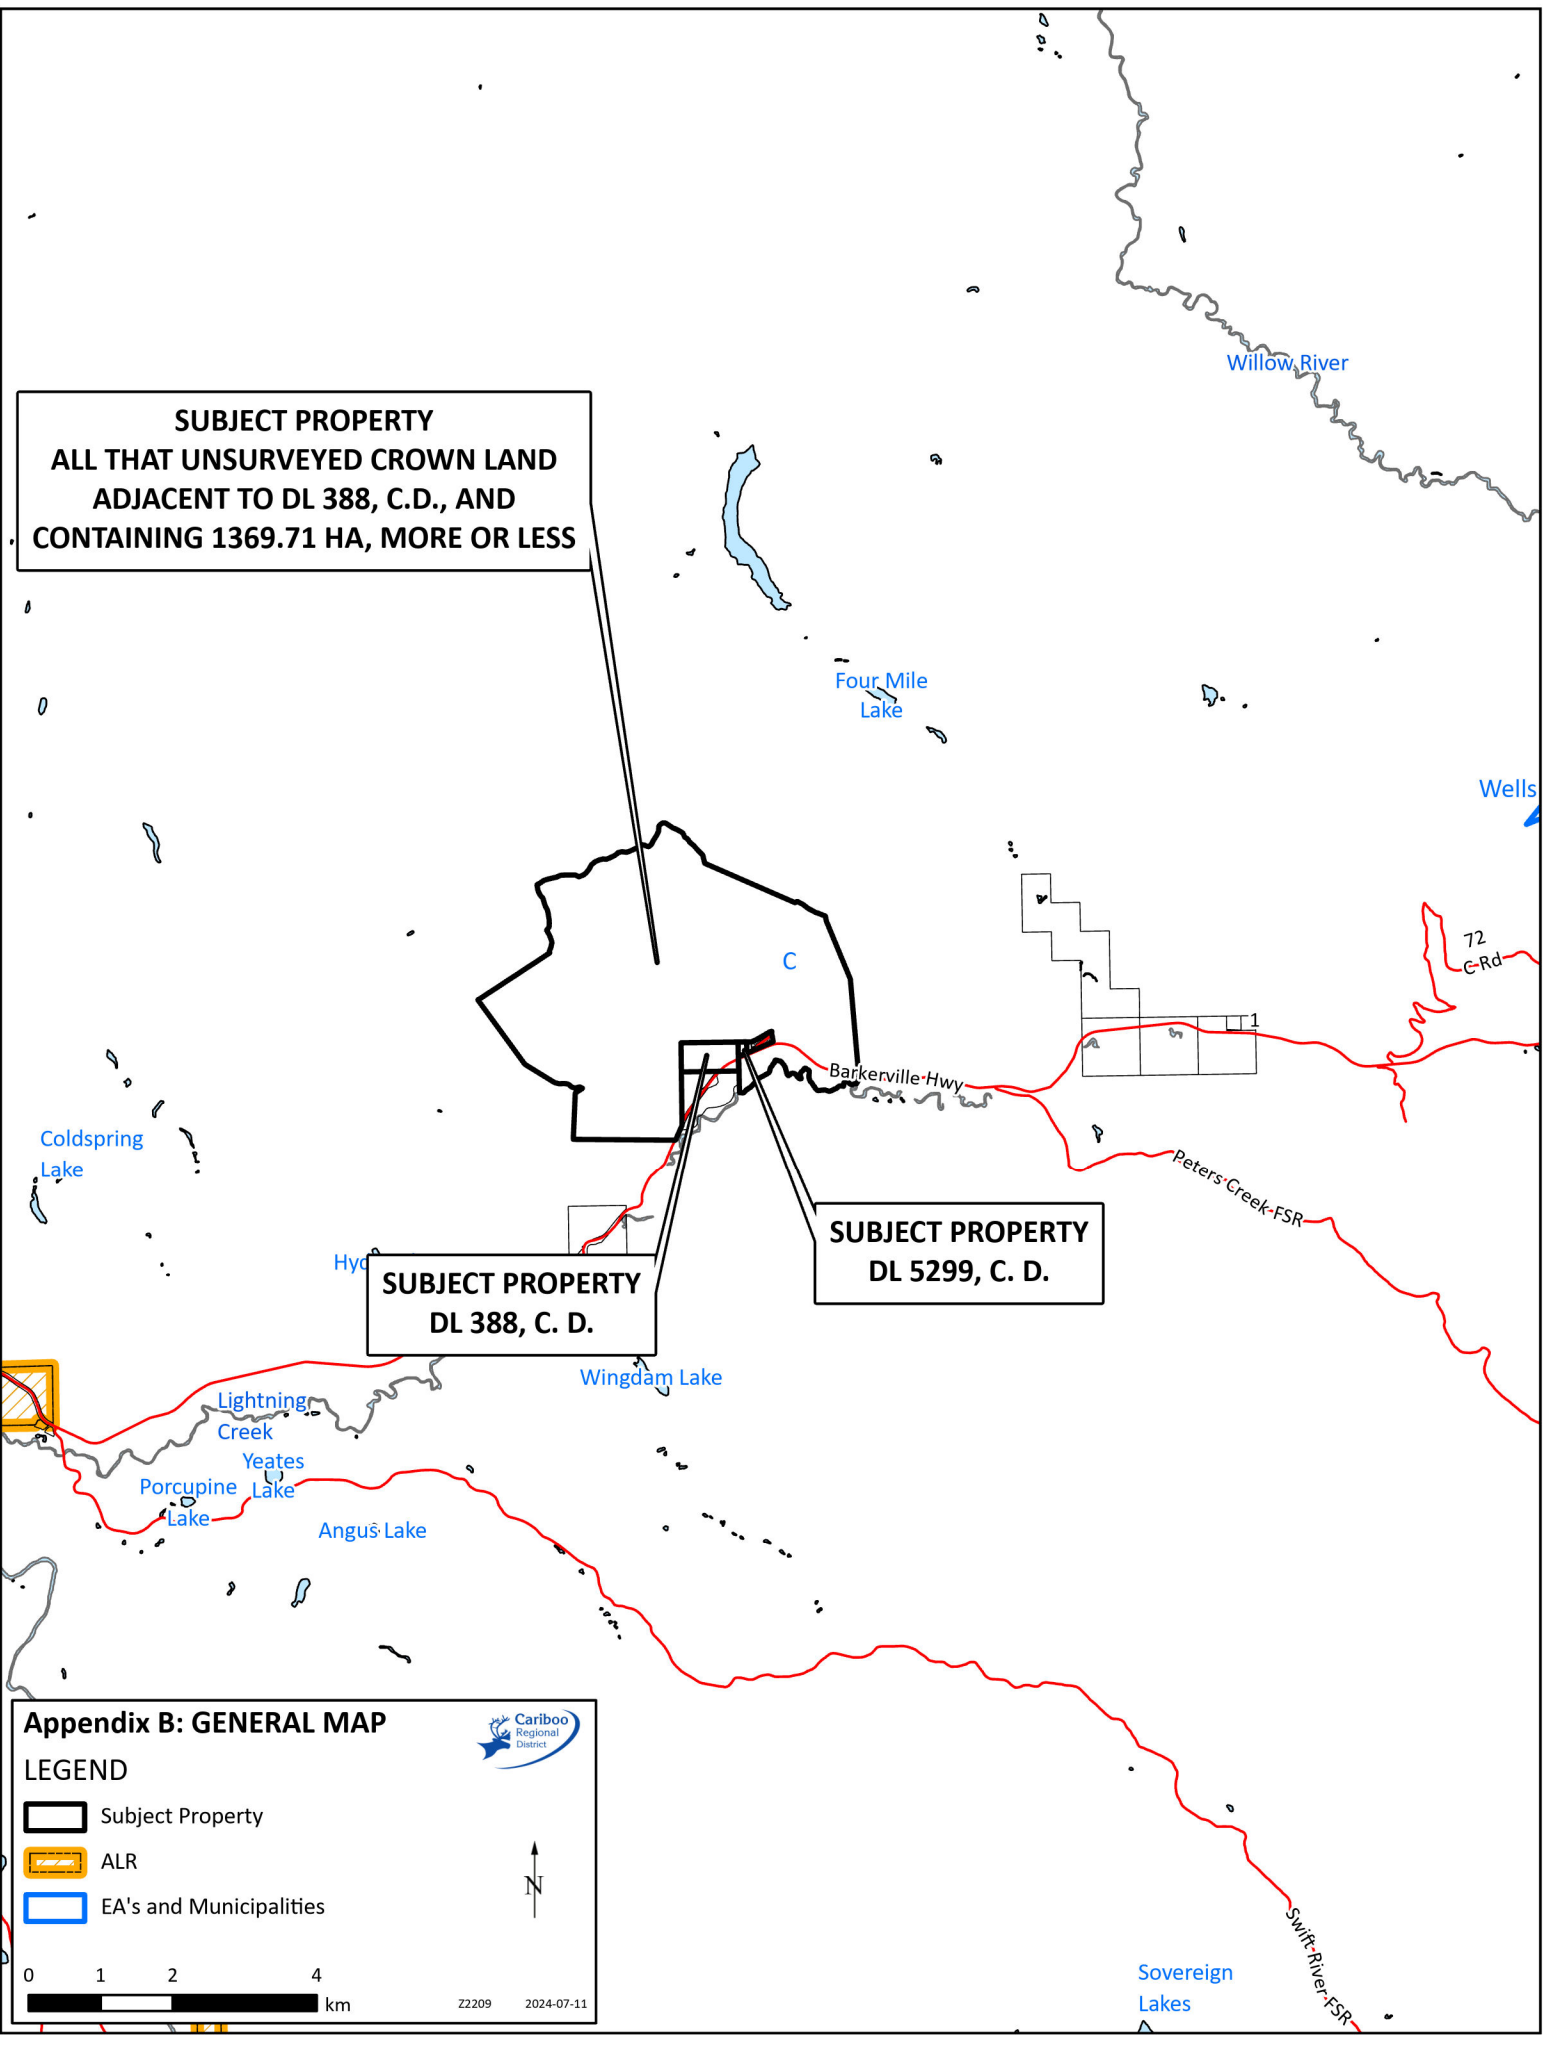 Willow River
SUBJECT PROPERTY
ALL THAT UNSURVEYED CROWN LAND
ADJACENT TO DL 388, C.D., AND
CONTAINING 1369.71 HA, MORE OR LESS
Four Mile
Lake
Wells
72
C Rd
C
1
Barkerville Hwy
Coldspring
Lake
Peters Creek FSR
SUBJECT PROPERTY
DL 5299, C. D.
Hyd
SUBJECT PROPERTY
DL 388, C. D.
Wingdam Lake
Lightning
Creek
Yeates
Lake
Porcupine
Lake
Angus Lake
Appendix B: GENERAL MAP
Cariboo
Regional
District
LEGEND
Subject Property
ALR
EA's and Municipalities
N
0 1 2 4
km
Z2209 2024-07-11
Swift River FSR
Sovereign
Lakes